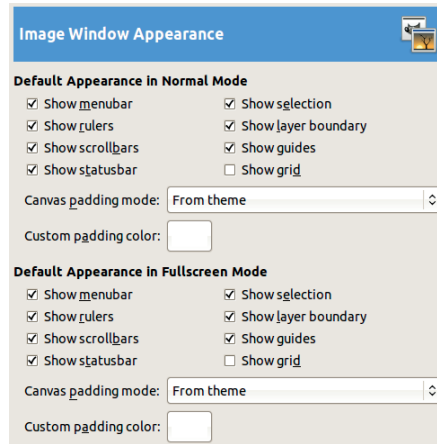 Image Window Appearance
Default Appearance in Normal Mode
Show menubar Show selection
Show rulers Show layer boundary
Show scrollbars Show guides
Show statusbar Show grid
Canvas padding mode: From theme
Custom padding color:
Default Appearance in Fullscreen Mode
Show menubar Show selection
Show rulers Show layer boundary
Show scrollbars Show guides
Show statusbar Show grid
Canvas padding mode: From theme
Custom padding color: